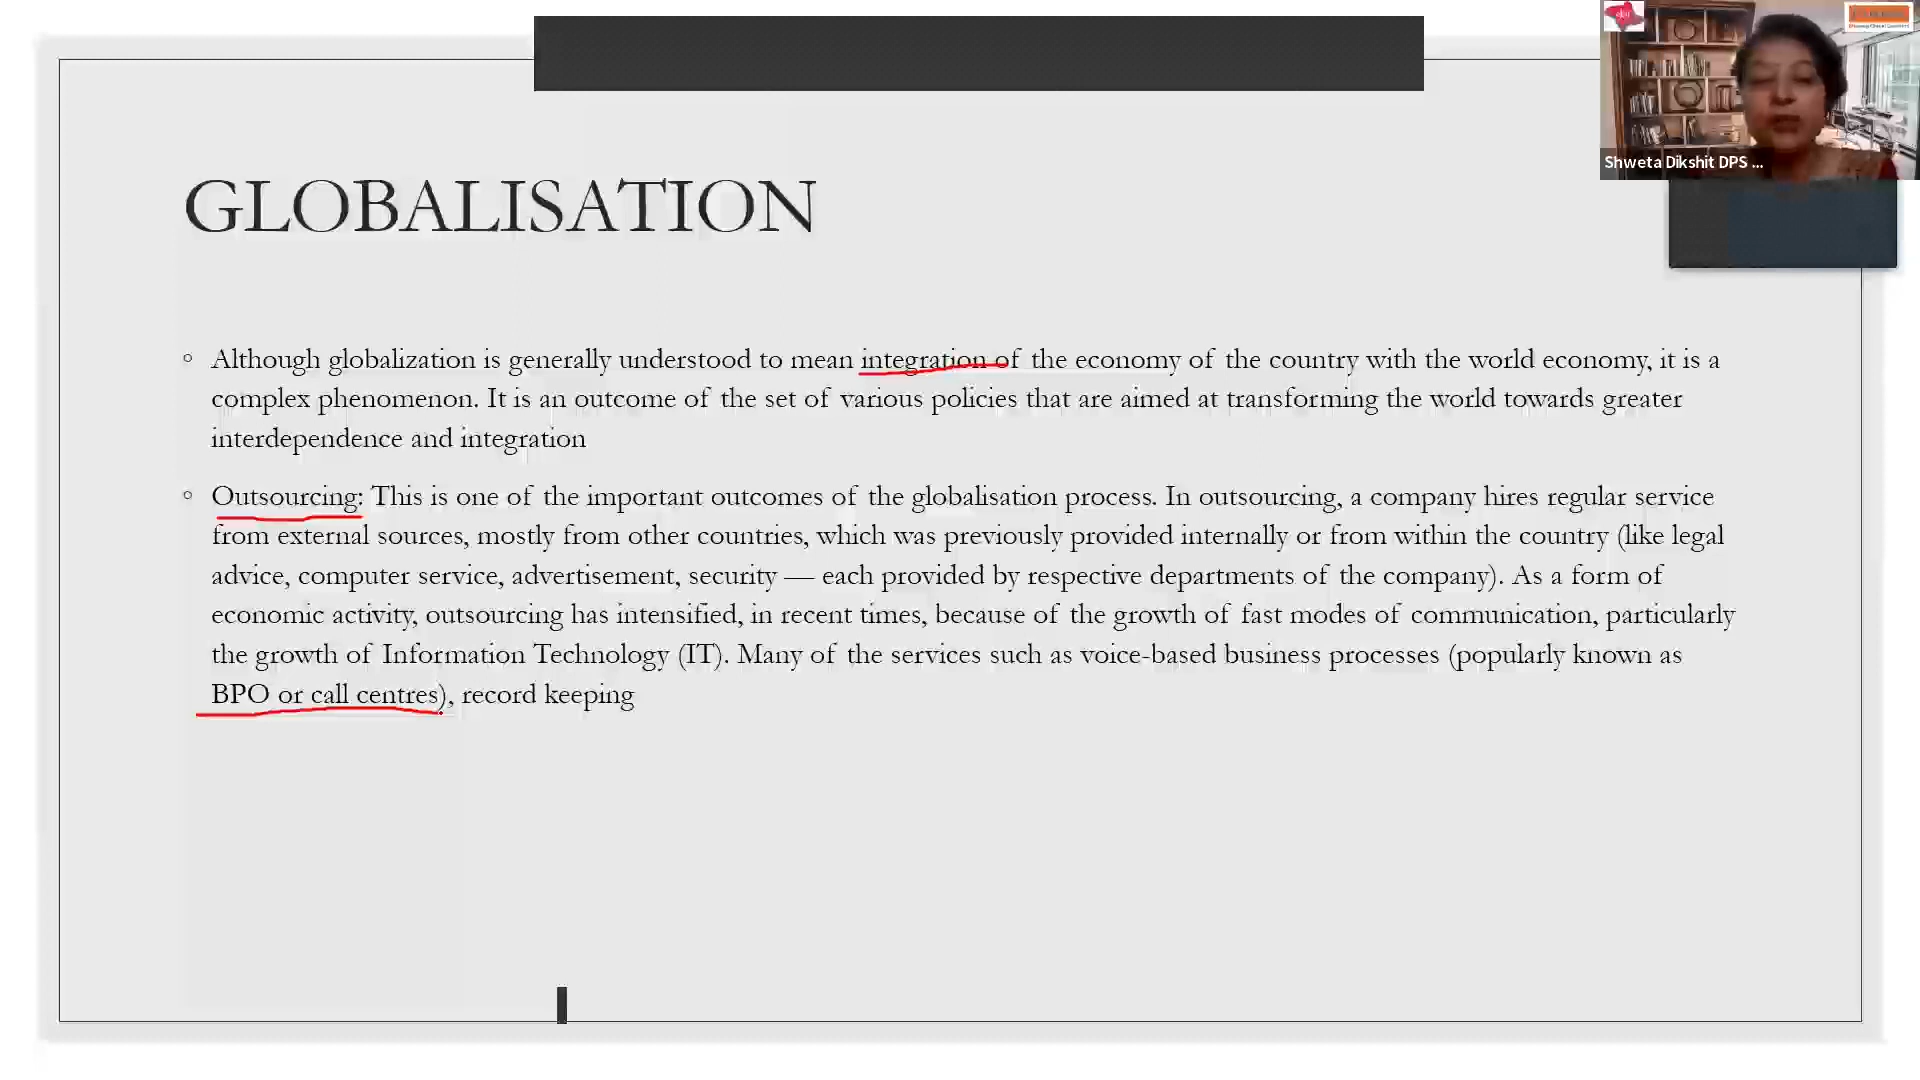 Shweta Dikshit DPS ...
GLOBALISATION
Although globalization is generally understood to mean integration of the economy of the country with the world economy, it is a
complex phenomenon. It is an outcome of the set of various policies that are aimed at transforming the world towards greater
interdependence and integration
Outsourcing: This is one of the important outcomes of the globalisation process. In outsourcing, a company hires regular service
from external sources, mostly from other countries, which was previously provided internally or from within the country (like legal
advice, computer service, advertisement, security — each provided by respective departments of the company). As a form of
economic activity, outsourcing has intensified, in recent times, because of the growth of fast modes of communication, particularly
the growth of Information Technology (IT). Many of the services such as voice-based business processes (popularly known as
BPO or call centres), record keeping